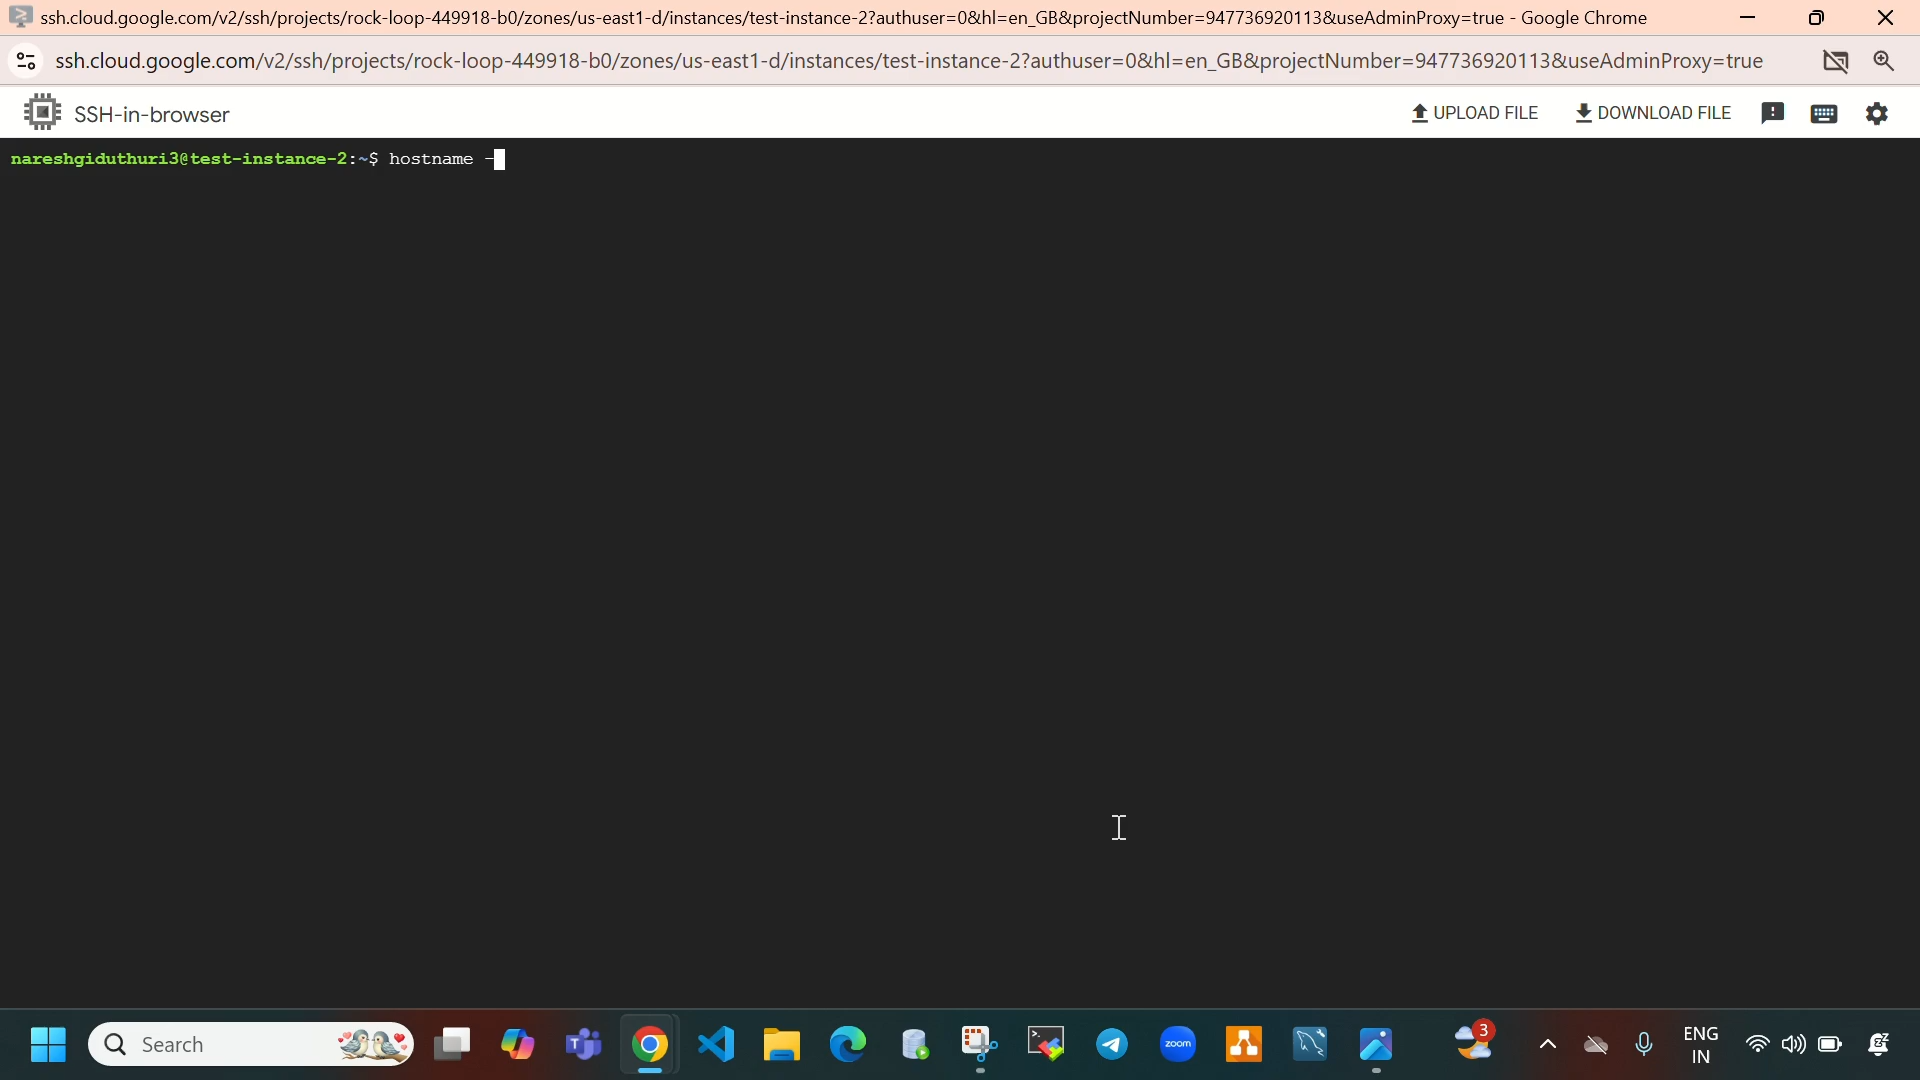 ssh.cloud.google.com/v2/ssh/projects/rock-loop-449918-b0/zones/us-east1-d/instances/test-instance-2?authuser=0&hl=en_GB&projectNumber=947736920113&useAdminProxy=true - Google Chrome
ssh.cloud.google.com/v2/ssh/projects/rock-loop-449918-b0/zones/us-east1-d/instances/test-instance-2?authuser=0&hl=en_GB&projectNumber=947736920113&useAdminProxy=true
SSH-in-browser
UPLOAD FILE
DOWNLOAD FILE
nareshgiduthuri3@test-instance-2:~$ hostname -
Search
T
zoom
3
ENG
IN